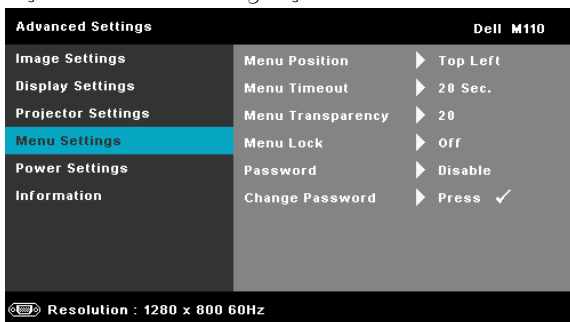 Advanced Settings Dell M110
Image Settings
Display Settings
Projector Settings
Menu Settings
Power Settings
Information
Menu Position Top Left
Menu Timeout 20 Sec.
Menu Transparency 20
Menu Lock Off
Password Disable
Change Password Press ✓
Resolution : 1280 x 800 60Hz